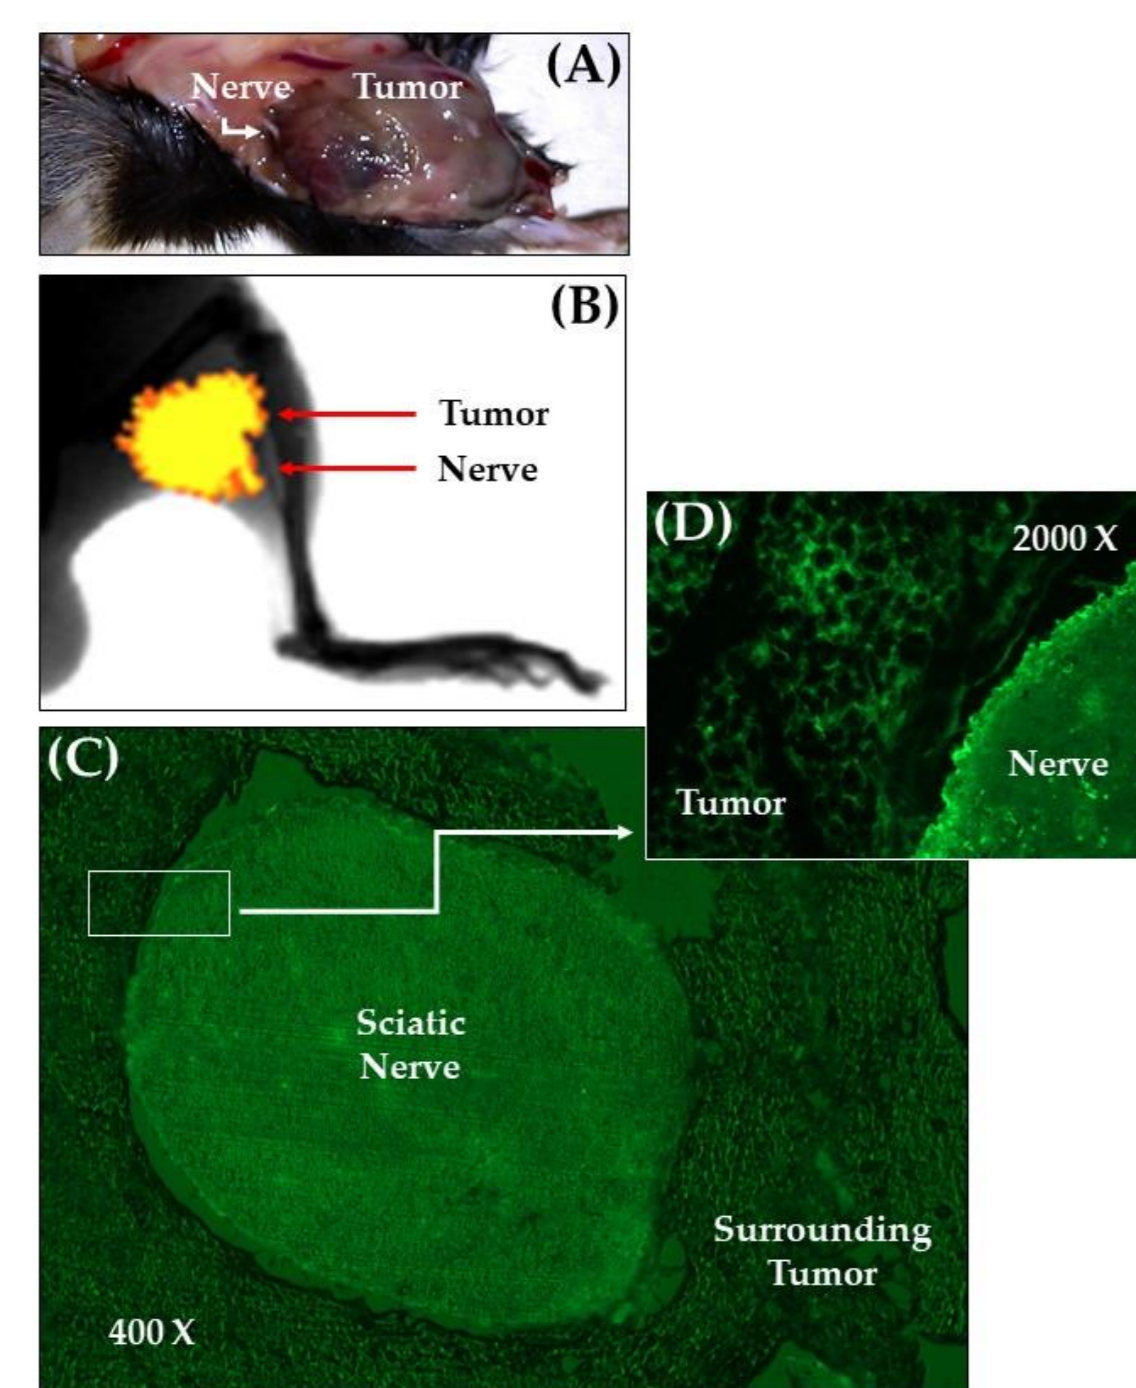 (A)
Nerve
Tumor
(B)
Tumor
Nerve
(D)
2000 X
Nerve
Tumor
(C)
Sciatic
Nerve
Surrounding
Tumor
400 X